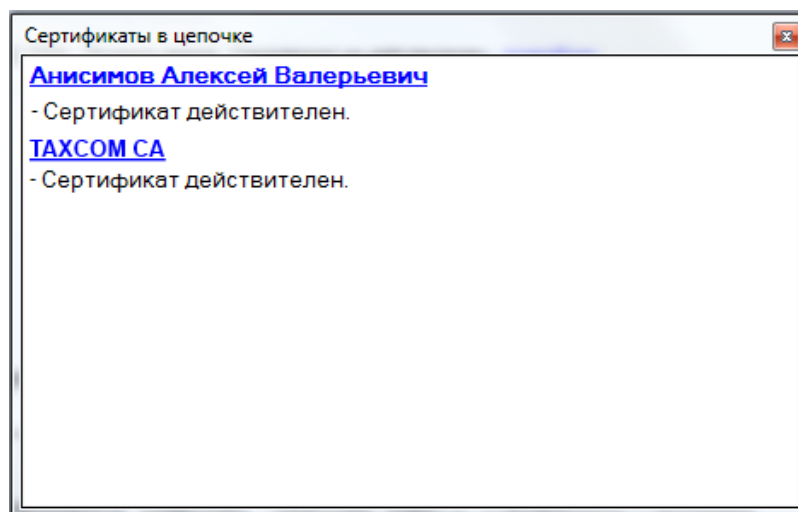 Сертификаты в цепочке
Анисимов Алексей Валерьевич
- Сертификат действителен.
TAXCOM CA
- Сертификат действителен.